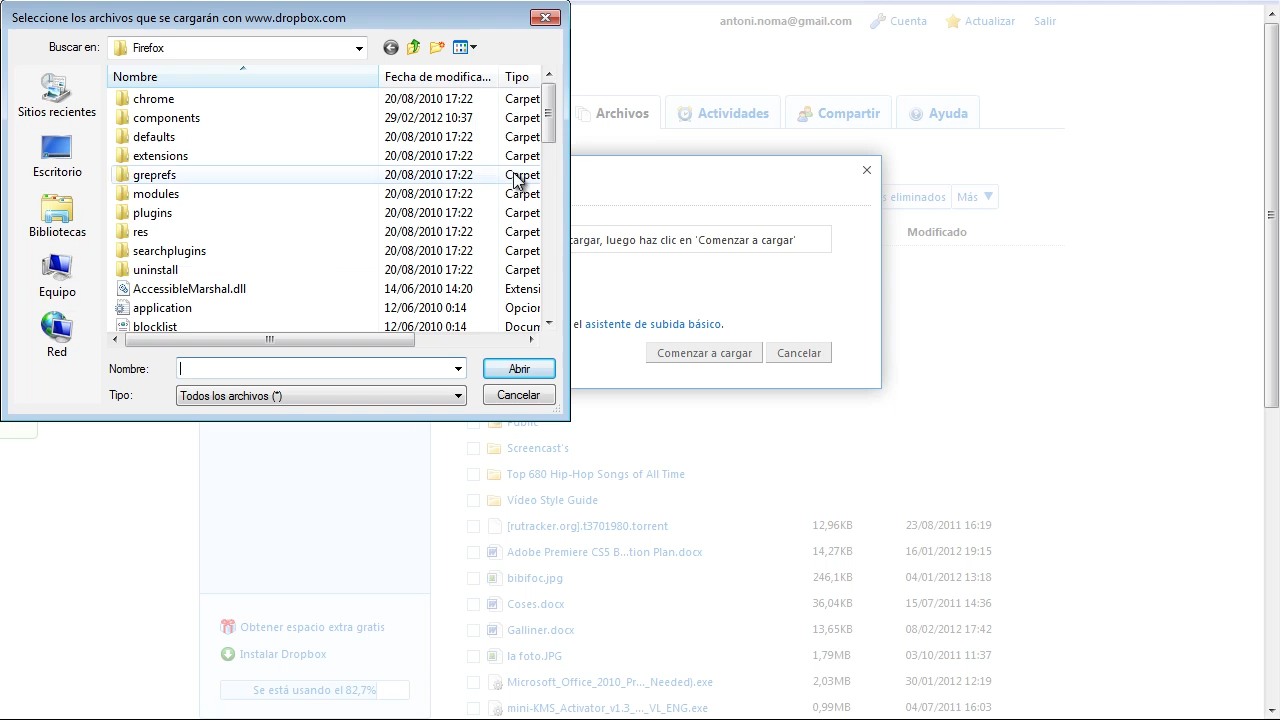 Seleccione los archivos que se cargarán con www.dropbox.com
antoni.noma@gmail.com Cuenta Actualizar Salir
Buscar en: Firefox
Nombre Fecha de modifica... Tipo
Sitios recientes
Escritorio
Bibliotecas
Equipo
Red
chrome 20/08/2010 17:22 Carpet
components 29/02/2012 10:37 Carpet
defaults 20/08/2010 17:22 Carpet
extensions 20/08/2010 17:22 Carpet
greprefs 20/08/2010 17:22 Carpet
modules 20/08/2010 17:22 Carpet
plugins 20/08/2010 17:22 Carpet
res 20/08/2010 17:22 Carpet
searchplugins 20/08/2010 17:22 Carpet
uninstall 20/08/2010 17:22 Carpet
AccessibleMarshal.dll 14/06/2010 14:20 Extensi
application 12/06/2010 0:14 Opcion
blocklist 12/06/2010 0:14 Docum
Nombre: Abrir
Tipo: Todos los archivos (*) Cancelar
Archivos Actividades Compartir Ayuda
s eliminados Más
Modificado
cargar, luego haz clic en 'Comenzar a cargar'
el asistente de subida básico.
Comenzar a cargar Cancelar
Public
Screencast's
Top 680 Hip-Hop Songs of All Time
Vídeo Style Guide
[rutracker.org].t3701980.torrent 12,96KB 23/08/2011 16:19
Adobe Premiere CS5 B...tion Plan.docx 14,27KB 16/01/2012 19:15
bibifoc.jpg 246,1KB 04/01/2012 13:18
Coses.docx 36,04KB 15/07/2011 14:36
Galliner.docx 13,65KB 08/02/2012 17:42
la foto.JPG 1,79MB 03/10/2011 11:37
Microsoft_Office_2010_Pr..._Needed).exe 2,03MB 30/01/2012 12:19
mini-KMS_Activator_v1.3_..._VL_ENG.exe 0,99MB 04/07/2011 16:03
Obtener espacio extra gratis
Instalar Dropbox
Se está usando el 82,7%